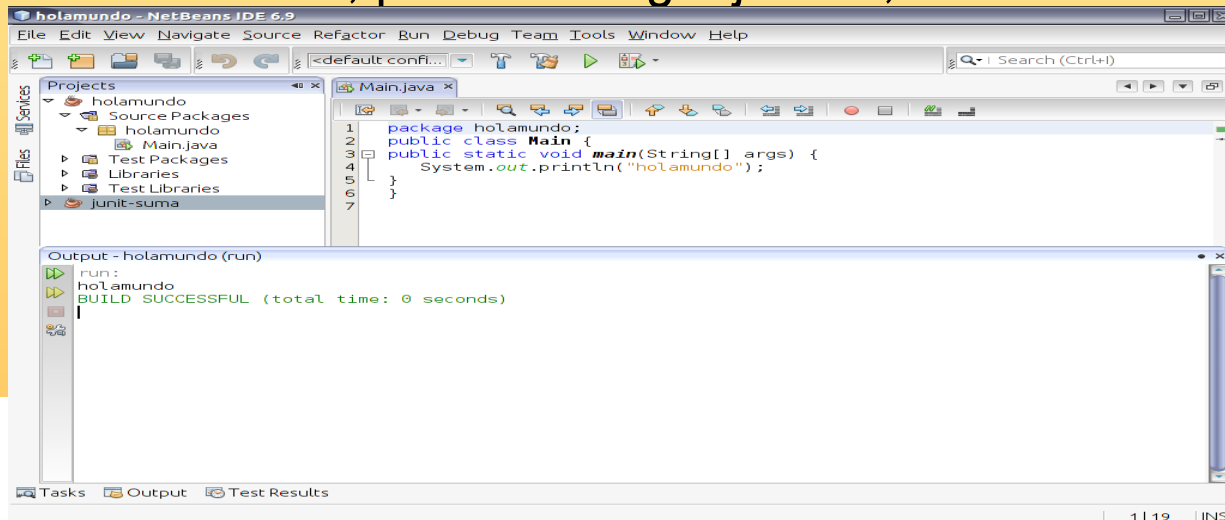 holamundo - NetBeans IDE 6.9
File Edit View Navigate Source Refactor Run Debug Team Tools Window Help
<default confi... Search (Ctrl+I)
Services
Files
Projects
holamundo
Source Packages
holamundo
Main.java
Test Packages
Libraries
Test Libraries
junit-suma
Main.java
1 package holamundo;
2 public class Main {
3 public static void main(String[] args) {
4 System.out.println("holamundo");
5 }
6 }
7
Output - holamundo (run)
run:
holamundo
BUILD SUCCESSFUL (total time: 0 seconds)
Tasks Output Test Results
1|19 INS